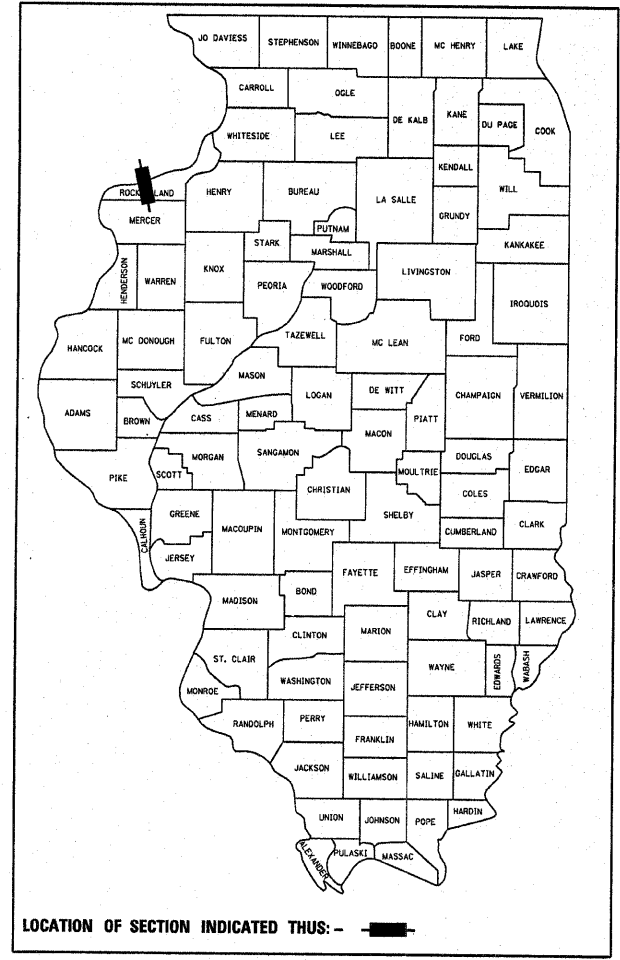 JO DAVIESS STEPHENSON WINNEBAGO BOONE MC HENRY LAKE
CARROLL OGLE DE KALB KANE DU PAGE COOK
WHITESIDE LEE
KENDALL WILL
ROCK LAND HENRY BUREAU LA SALLE
MERCER PUTNAM GRUNDY
STARK MARSHALL KANKAKEE
HENDERSON WARREN KNOX PEORIA WOODFORD LIVINGSTON
IROQUOIS
HANCOCK MC DONOUGH FULTON TAZEWELL MC LEAN FORD
MASON
SCHUYLER LOGAN DE WITT CHAMPAIGN VERMILION
ADAMS BROWN CASS MENARD PIATT
MACON
MORGAN SANGAMON DOUGLAS EDGAR
PIKE SCOTT MOULTRIE
CHRISTIAN COLES
GREENE SHELBY CLARK
CALHOUN MACOUPIN MONTGOMERY CUMBERLAND
JERSEY
FAYETTE EFFINGHAM JASPER CRAWFORD
MADISON BOND
CLAY RICHLAND LAWRENCE
CLINTON MARION
ST. CLAIR WAYNE EDWARDS WABASH
WASHINGTON JEFFERSON
MONROE
RANDOLPH PERRY HAMILTON WHITE
FRANKLIN
JACKSON WILLIAMSON SALINE GALLATIN
HARDIN
UNION JOHNSON POPE
ALEXANDER PULASKI MASSAC
LOCATION OF SECTION INDICATED THUS: -